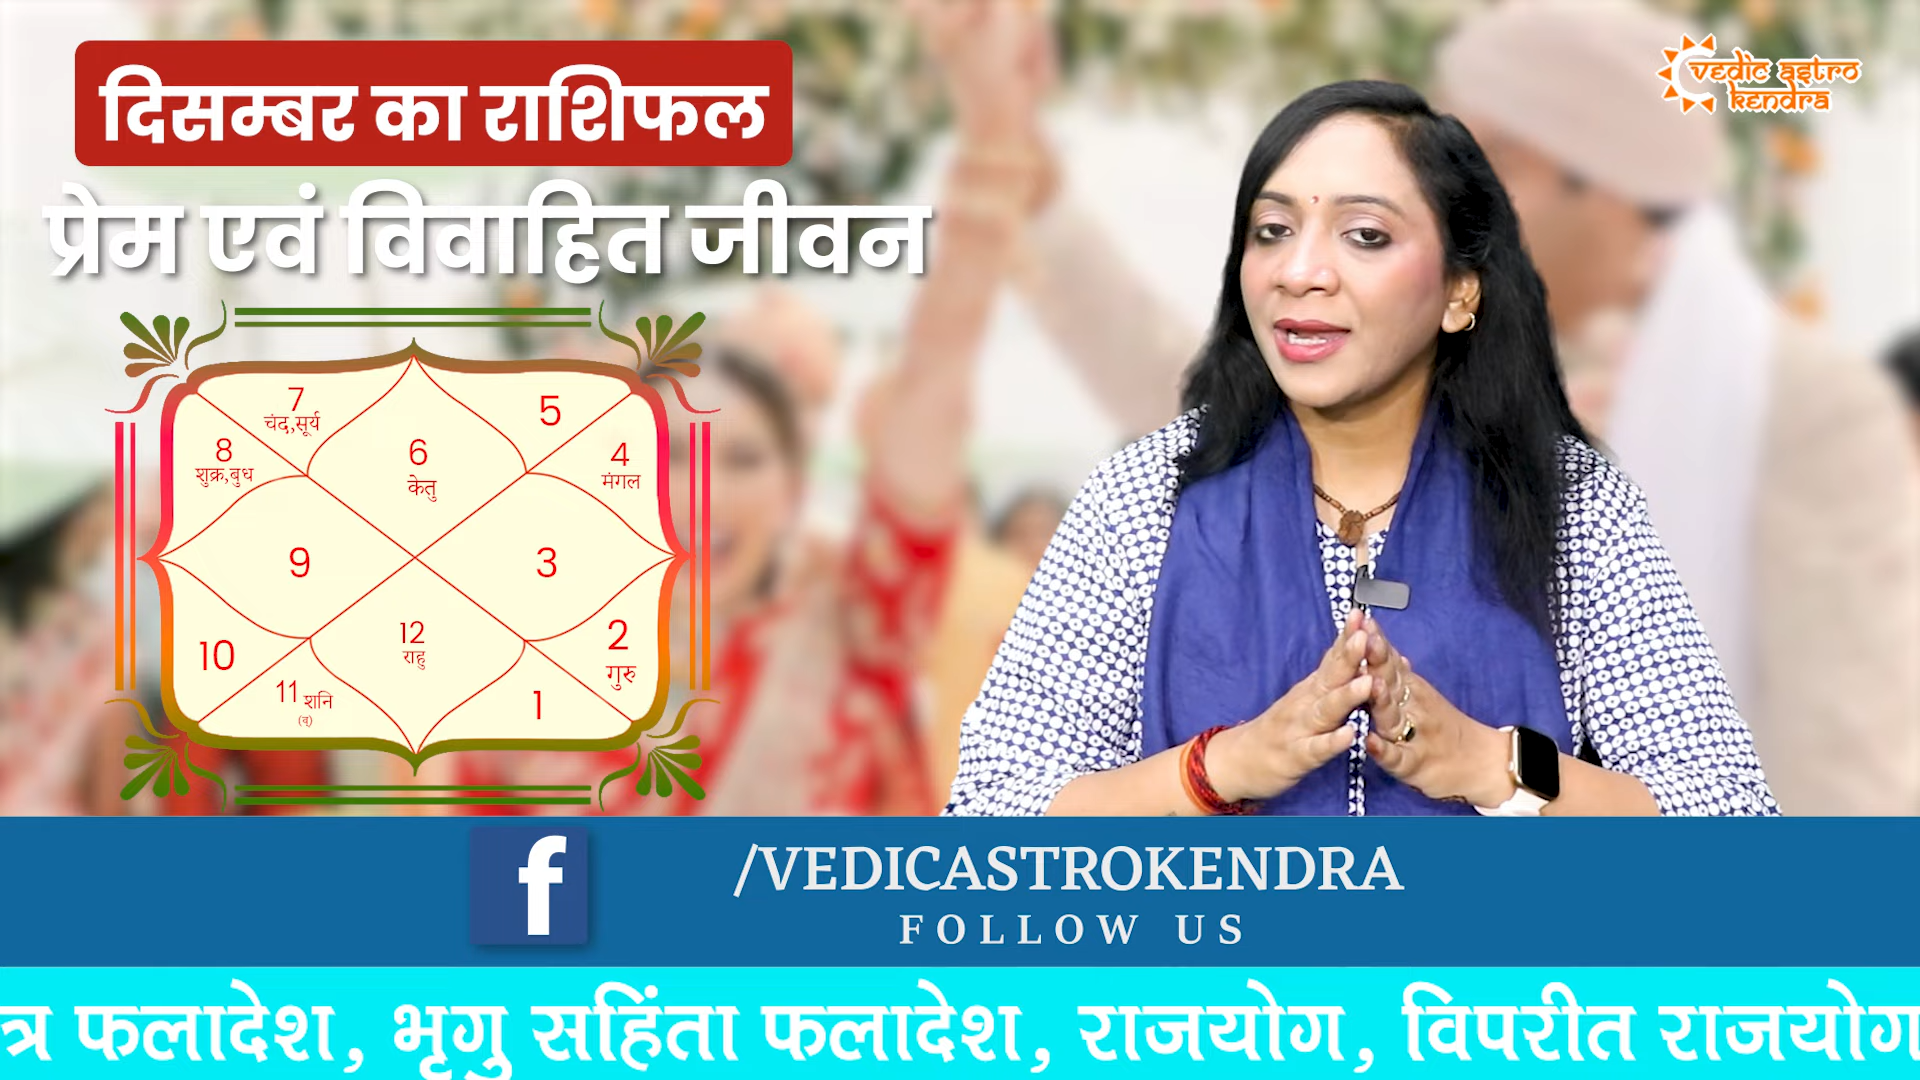 दिसम्बर का राशिफल
प्रेम एवं विवाहित जीवन
vedic astro
kendra
7
चंद,सूर्य
5
8
शुक्र,बुध
6
केतु
4
मंगल
9
3
10
12
राहु
2
गुरु
11 शनि
(व)
1
f
/VEDICASTROKENDRA
FOLLOW US
त्र फलादेश, भृगु सहिंता फलादेश, राजयोग, विपरीत राजयोग